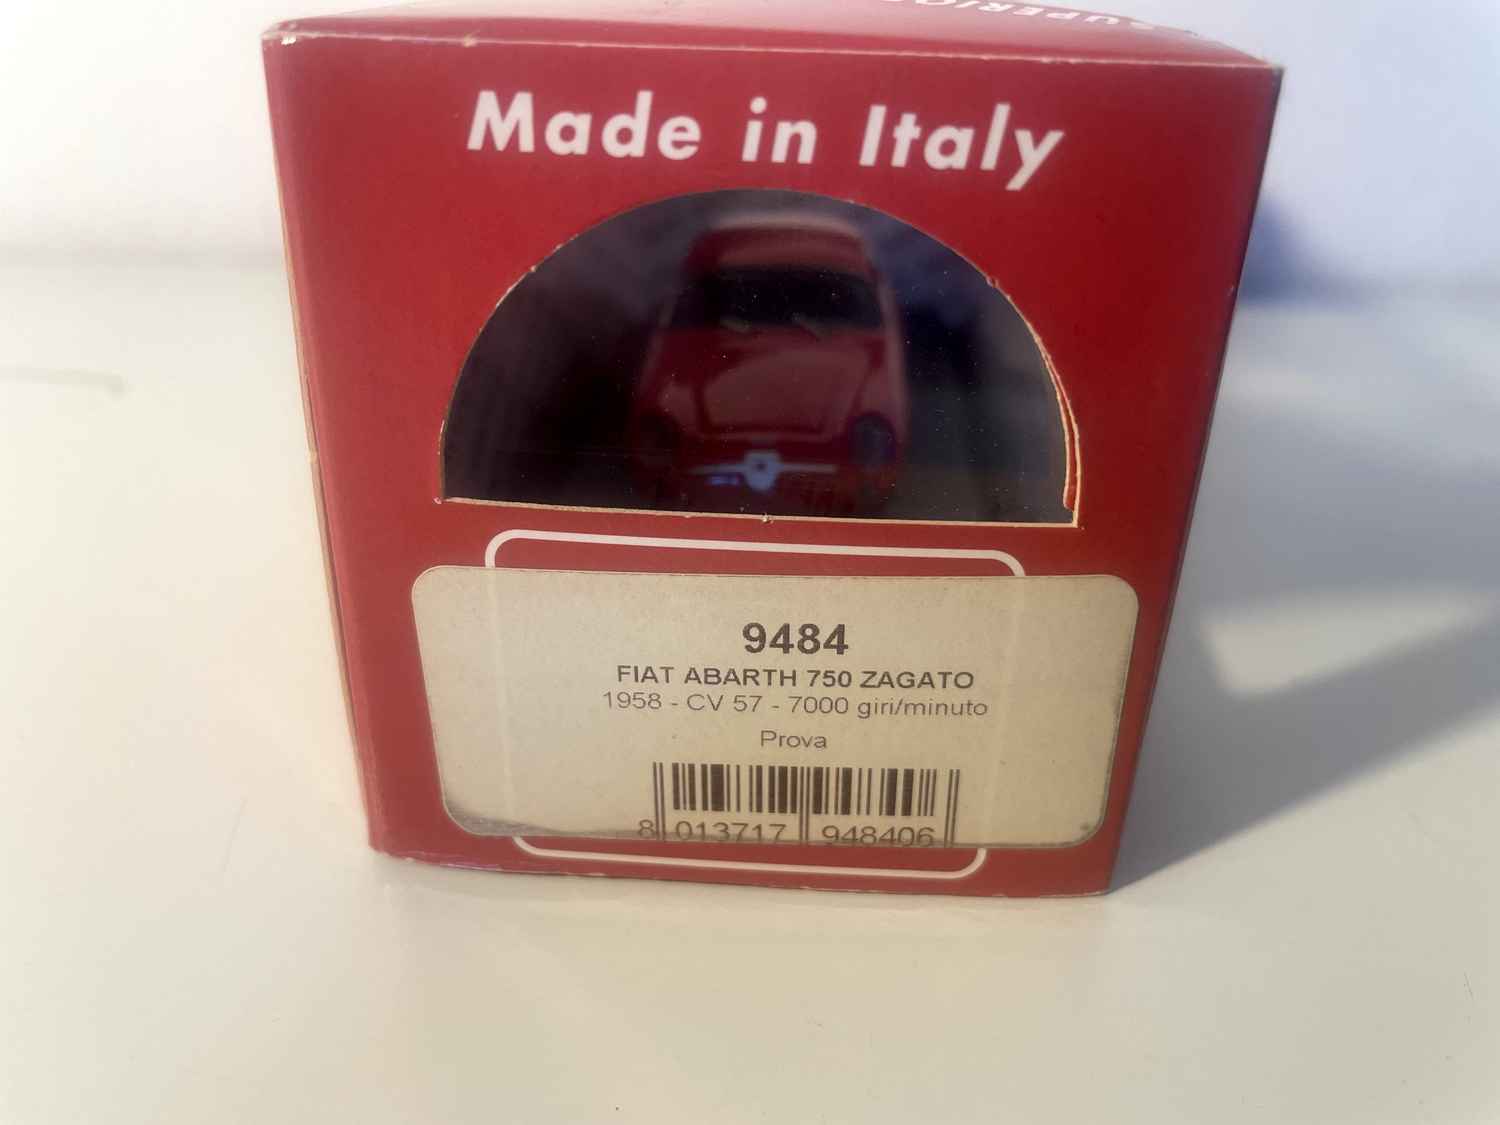 Made in Italy
9484
FIAT ABARTH 750 ZAGATO
1958 - CV 57 - 7000 giri/minuto
Prova
8 013717 948406